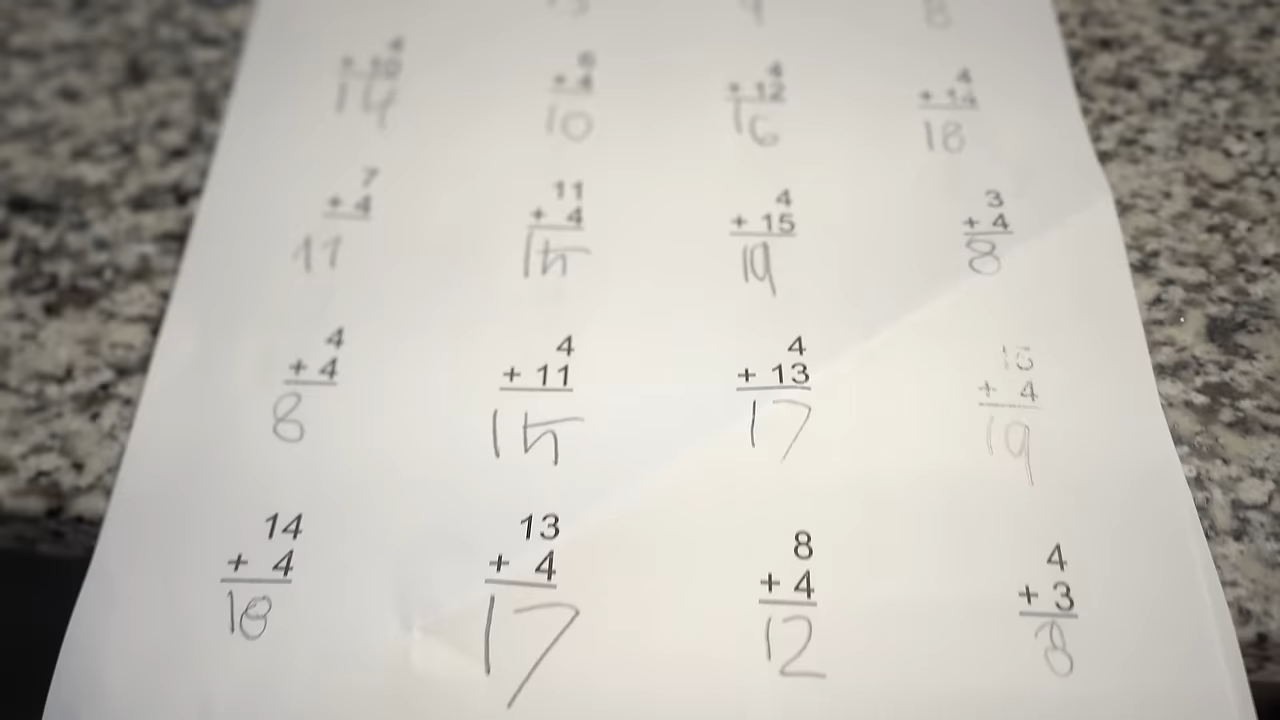 4 6 4 4
+ 10 + 4 + 12 + 14
14 10 16 18
7 11 4 3
+ 4 + 4 + 15 + 4
11 15 19 8
4 4 4 15
+ 4 + 11 + 13 + 4
8 15 17 19
14 13 8 4
+ 4 + 4 + 4 + 3
18 17 12 8